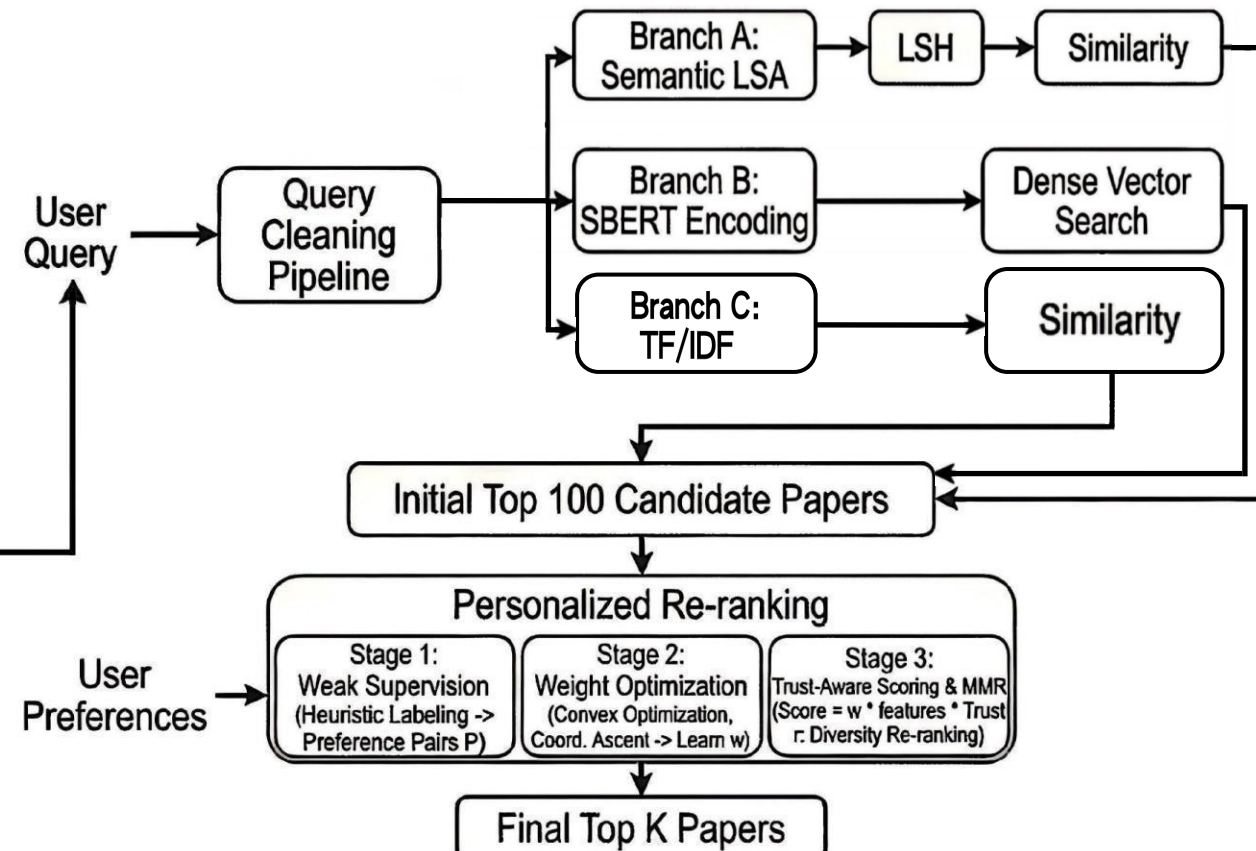 User
Query
Query
Cleaning
Pipeline
Branch A:
Semantic LSA
LSH
Similarity
Branch B:
SBERT Encoding
Dense Vector
Search
Branch C:
TF/IDF
Similarity
Initial Top 100 Candidate Papers
User
Preferences
Personalized Re-ranking
Stage 1:
Weak Supervision
(Heuristic Labeling ->
Preference Pairs P)
Stage 2:
Weight Optimization
(Convex Optimization,
Coord. Ascent -> Learn w)
Stage 3:
Trust-Aware Scoring & MMR
(Score = w * features * Trust
r: Diversity Re-ranking)
Final Top K Papers